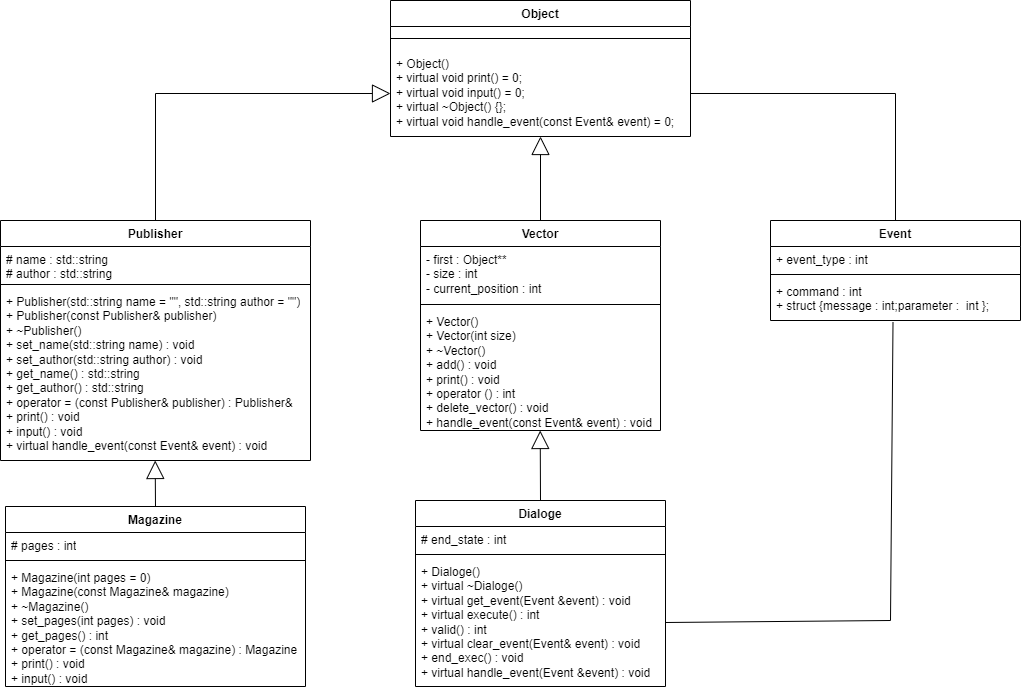 Object
+ Object()
+ virtual void print() = 0;
+ virtual void input() = 0;
+ virtual ~Object() {};
+ virtual void handle_event(const Event& event) = 0;
Publisher
# name : std::string
# author : std::string
+ Publisher(std::string name = "", std::string author = "")
+ Publisher(const Publisher& publisher)
+ ~Publisher()
+ set_name(std::string name) : void
+ set_author(std::string author) : void
+ get_name() : std::string
+ get_author() : std::string
+ operator = (const Publisher& publisher) : Publisher&
+ print() : void
+ input() : void
+ virtual handle_event(const Event& event) : void
Vector
- first : Object**
- size : int
- current_position : int
+ Vector()
+ Vector(int size)
+ ~Vector()
+ add() : void
+ print() : void
+ operator () : int
+ delete_vector() : void
+ handle_event(const Event& event) : void
Event
+ event_type : int
+ command : int
+ struct {message : int;parameter : int };
Magazine
# pages : int
+ Magazine(int pages = 0)
+ Magazine(const Magazine& magazine)
+ ~Magazine()
+ set_pages(int pages) : void
+ get_pages() : int
+ operator = (const Magazine& magazine) : Magazine
+ print() : void
+ input() : void
Dialoge
# end_state : int
+ Dialoge()
+ virtual ~Dialoge()
+ virtual get_event(Event &event) : void
+ virtual execute() : int
+ valid() : int
+ virtual clear_event(Event& event) : void
+ end_exec() : void
+ virtual handle_event(Event &event) : void